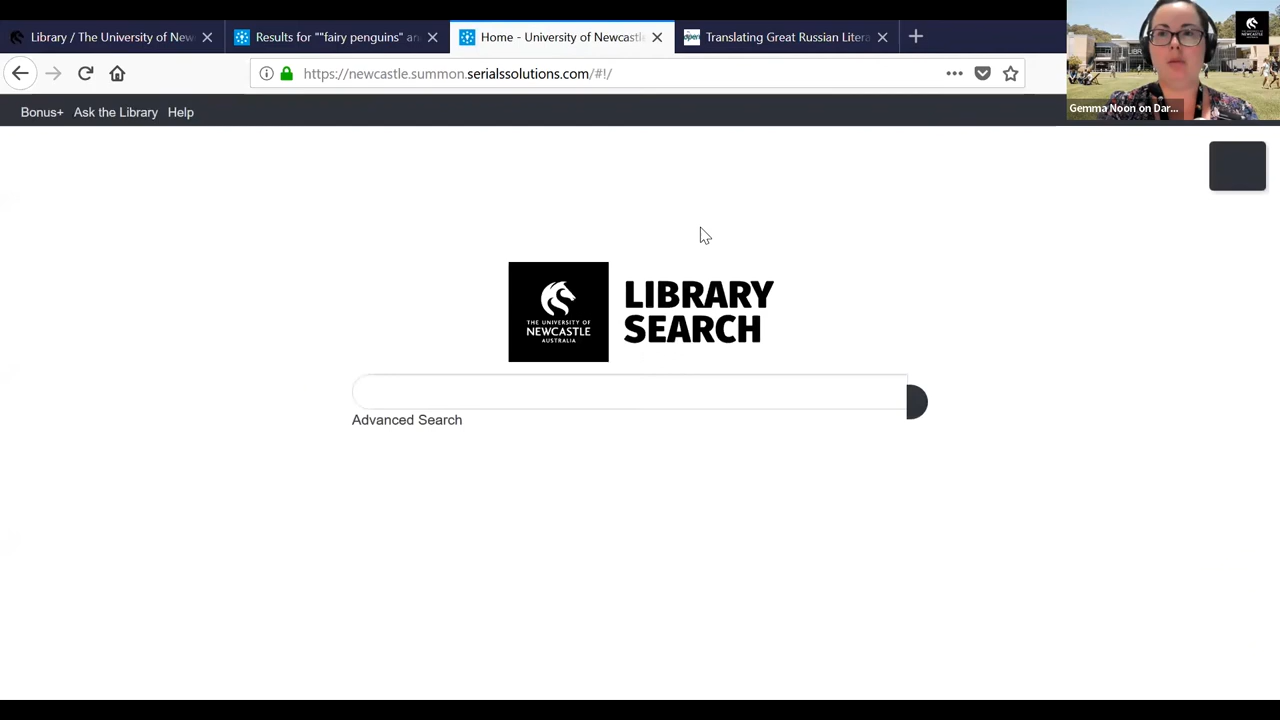 Library / The University of New
Results for ""fairy penguins" an
Home - University of Newcastl
Translating Great Russian Litera
https://newcastle.summon.serialssolutions.com/#!/
Bonus+ Ask the Library Help
LIBR
Gemma Noon on Dar...
THE UNIVERSITY OF
NEWCASTLE
AUSTRALIA
LIBRARY
SEARCH
Advanced Search